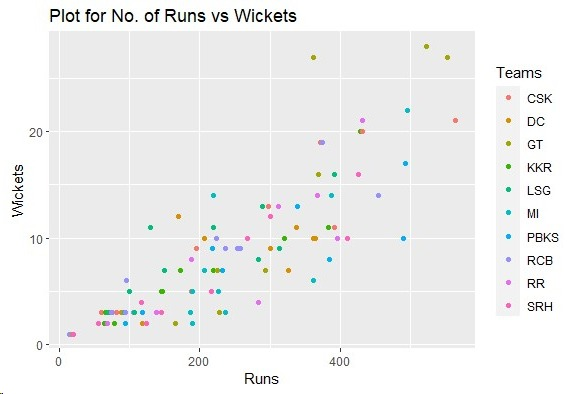 Plot for No. of Runs vs Wickets
Wickets
20
10
0
0
200
400
Runs
Teams
CSK
DC
GT
KKR
LSG
MI
PBKS
RCB
RR
SRH